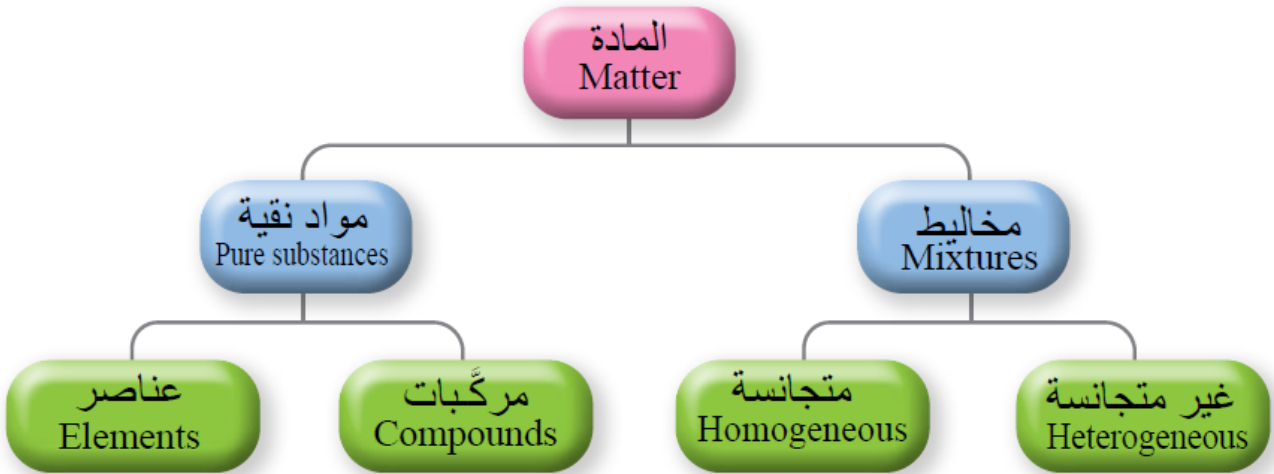 المادة
Matter
مواد نقية
Pure substances
مخاليط
Mixtures
عناصر
Elements
مركَّبات
Compounds
متجانسة
Homogeneous
غير متجانسة
Heterogeneous